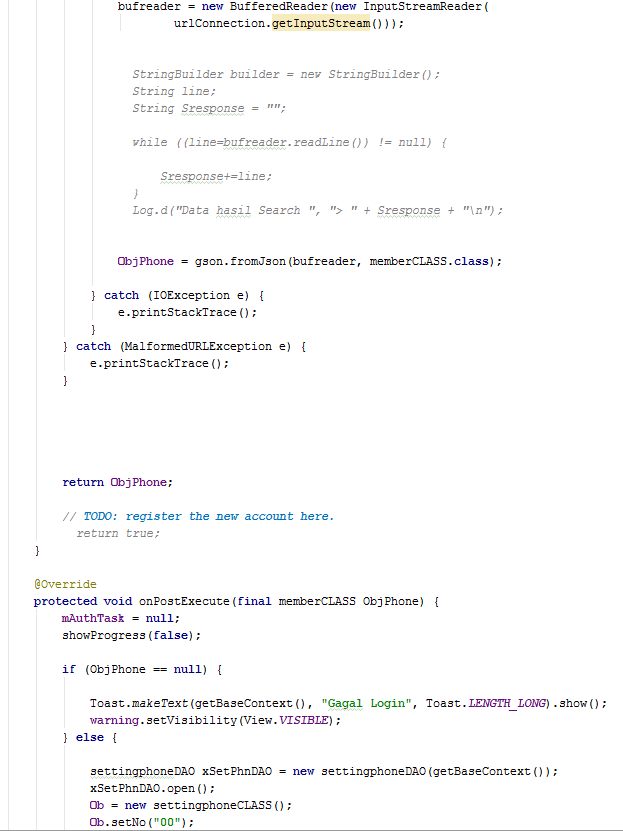 bufreader = new BufferedReader(new InputStreamReader(
urlConnection.getInputStream()));
StringBuilder builder = new StringBuilder();
String line;
String Sresponse = "";
while ((line=bufreader.readLine()) != null) {
Sresponse+=line;
}
Log.d("Data hasil Search ", "> " + Sresponse + "\n");
ObjPhone = gson.fromJson(bufreader, memberCLASS.class);
} catch (IOException e) {
e.printStackTrace();
}
} catch (MalformedURLException e) {
e.printStackTrace();
}
return ObjPhone;
// TODO: register the new account here.
return true;
}
@Override
protected void onPostExecute(final memberCLASS ObjPhone) {
mAuthTask = null;
showProgress(false);
if (ObjPhone == null) {
Toast.makeText(getBaseContext(), "Gagal Login", Toast.LENGTH_LONG).show();
warning.setVisibility(View.VISIBLE);
} else {
settingphoneDAO xSetPhnDAO = new settingphoneDAO(getBaseContext());
xSetPhnDAO.open();
Ob = new settingphoneCLASS();
Ob.setNo("00");